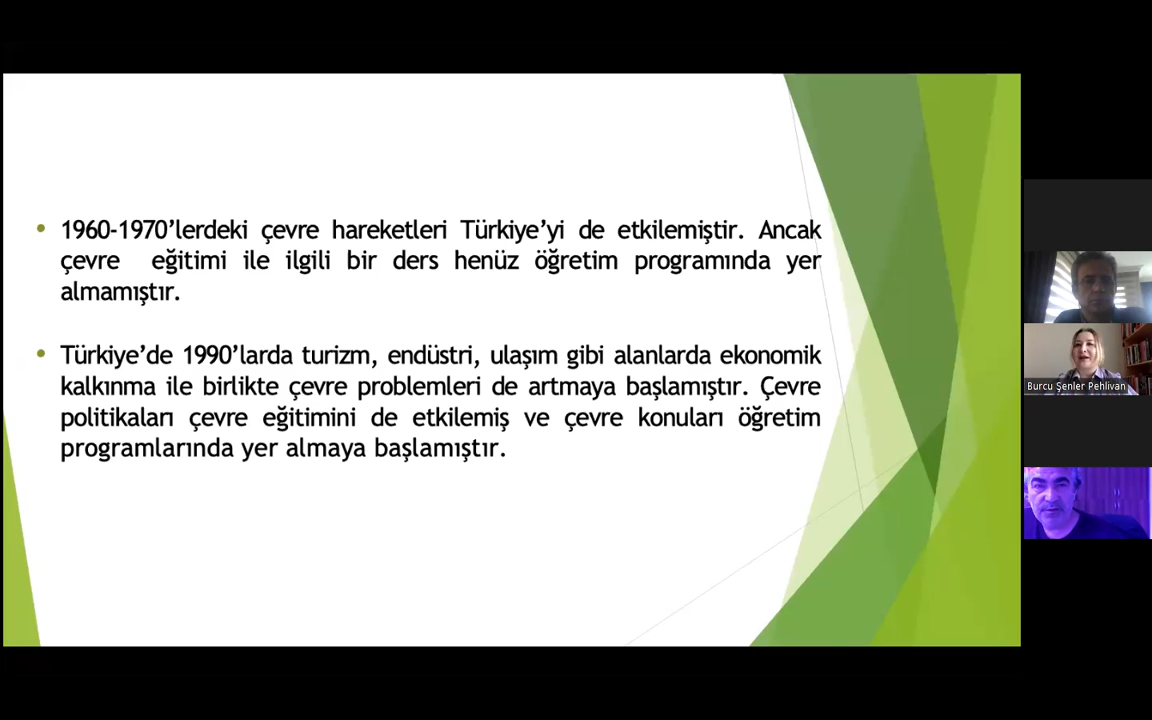 1960-1970’lerdeki çevre hareketleri Türkiye’yi de etkilemiştir. Ancak
çevre eğitimi ile ilgili bir ders henüz öğretim programında yer
almamıştır.
Türkiye’de 1990’larda turizm, endüstri, ulaşım gibi alanlarda ekonomik
kalkınma ile birlikte çevre problemleri de artmaya başlamıştır. Çevre
politikaları çevre eğitimini de etkilemiş ve çevre konuları öğretim
programlarında yer almaya başlamıştır.
Burcu Şenler Pehlivan